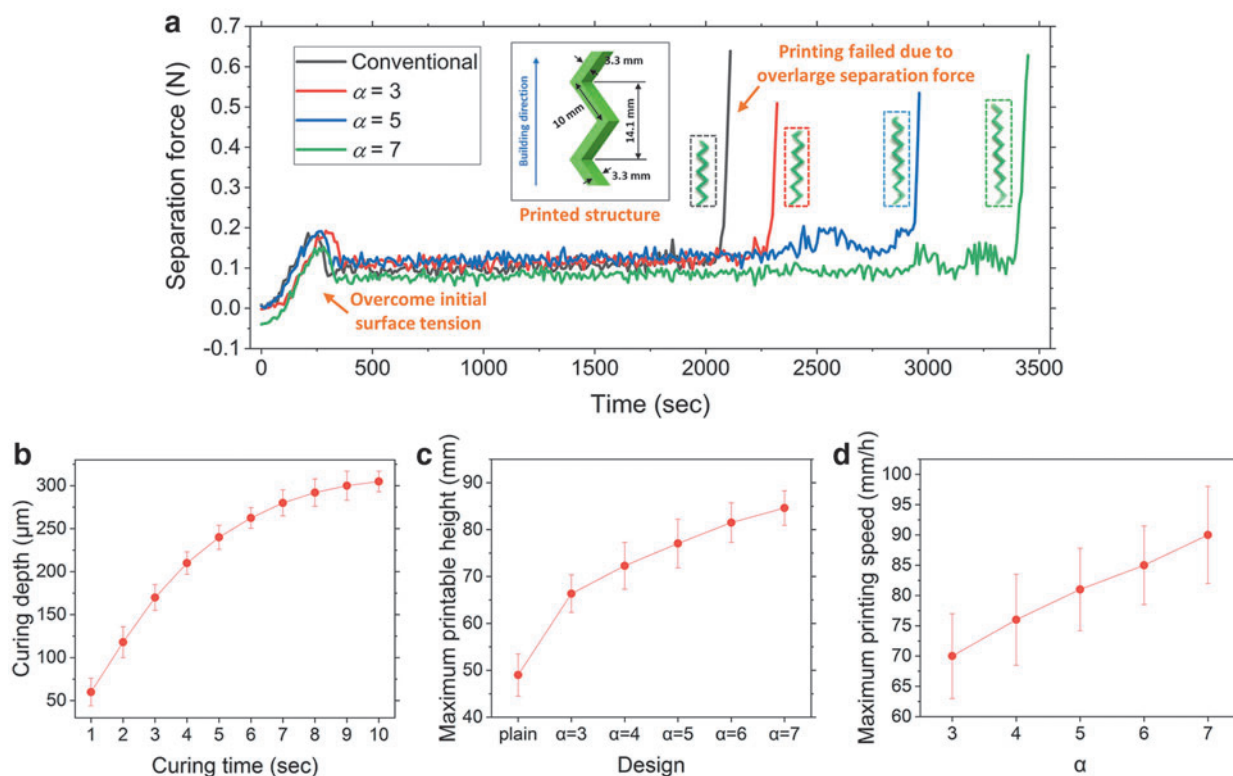 a
Separation force (N)
0.7
0.6
0.5
0.4
0.3
0.2
0.1
0.0
-0.1
Conventional
α = 3
α = 5
α = 7
Building direction
3.3 mm
10 mm
14.1 mm
3.3 mm
Printed structure
Printing failed due to
overlarge separation force
Overcome initial
surface tension
0 500 1000 1500 2000 2500 3000 3500
Time (sec)
b
Curing depth (μm)
300
250
200
150
100
50
1 2 3 4 5 6 7 8 9 10
Curing time (sec)
c
Maximum printable height (mm)
90
80
70
60
50
40
plain α=3 α=4 α=5 α=6 α=7
Design
d
Maximum printing speed (mm/h)
100
95
90
85
80
75
70
65
60
3 4 5 6 7
α